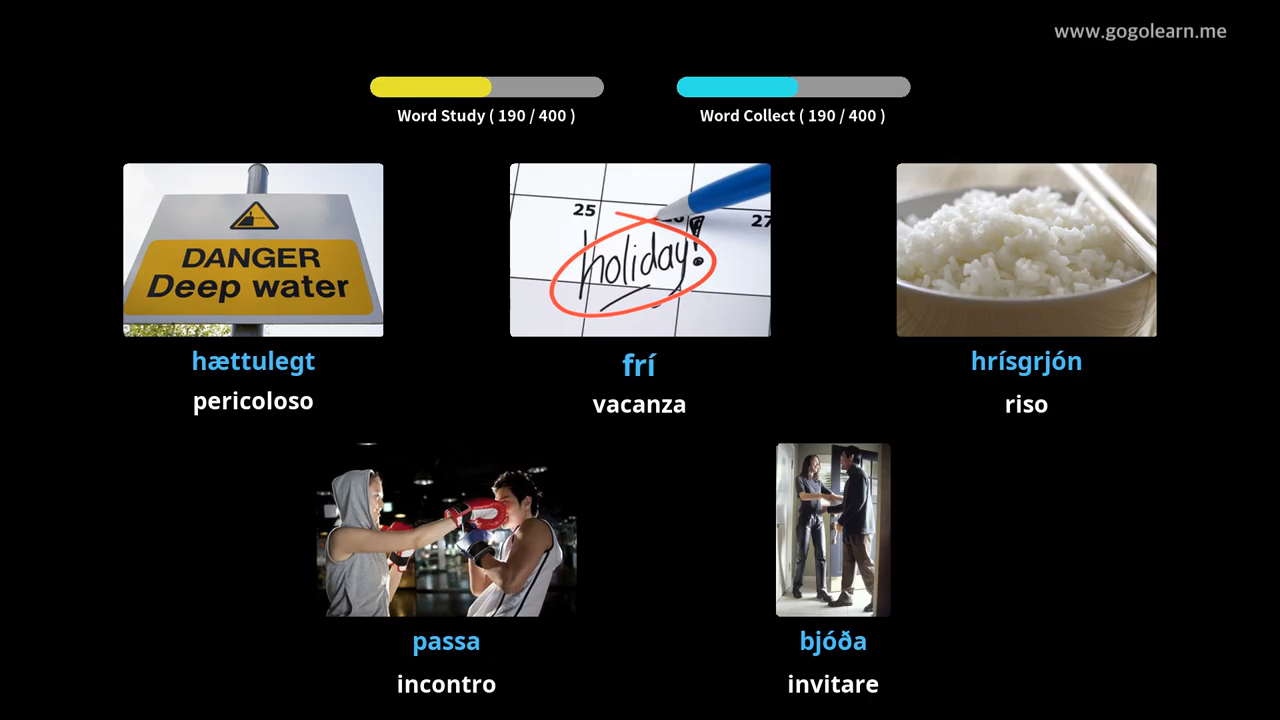 www.gogolearn.me
Word Study ( 190 / 400 )
Word Collect ( 190 / 400 )
DANGER
Deep water
25
27
holiday!
hættulegt
frí
hrísgrjón
pericoloso
vacanza
riso
passa
bjóða
incontro
invitare